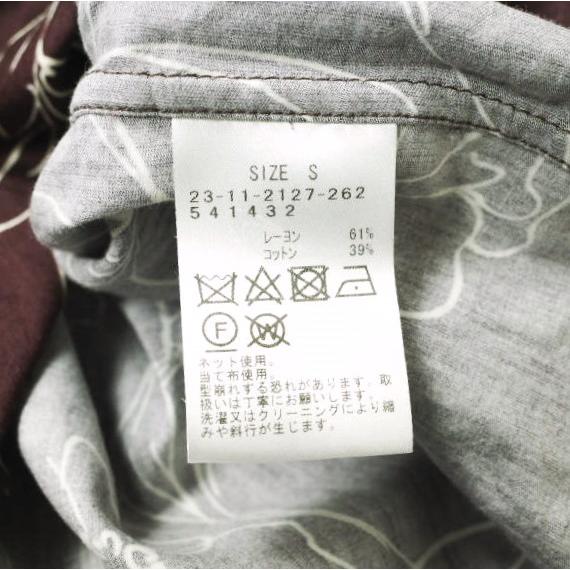 SIZE S
23-11-2127-262
541432
レーヨン 61%
コットン 39%
F W
ネット使用。
当て布使用。
型崩れする恐れがあります。取
扱いは丁寧にお願いします。
洗濯又はクリーニングにより縮
みや斜行が生じます。